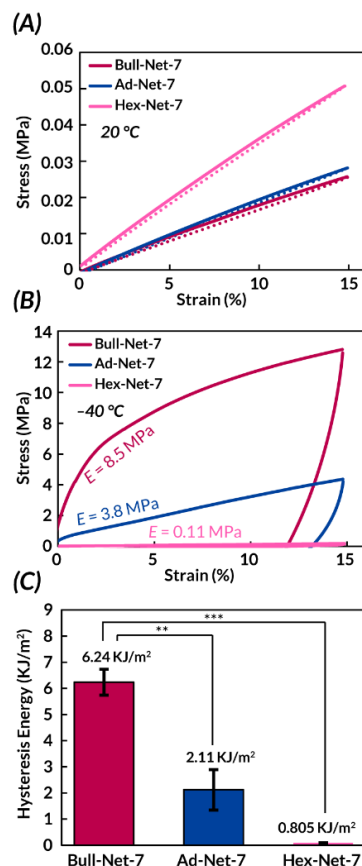 (A)
0.06
0.05
0.04
0.03
0.02
0.01
0
Stress (MPa)
Bull-Net-7
Ad-Net-7
Hex-Net-7
20 °C
0
5
10
15
Strain (%)
(B)
14
12
10
8
6
4
2
0
Stress (MPa)
Bull-Net-7
Ad-Net-7
Hex-Net-7
−40 °C
E = 8.5 MPa
E = 3.8 MPa
E = 0.11 MPa
0
5
10
15
Strain (%)
(C)
9
8
7
6
5
4
3
2
1
0
Hysteresis Energy (KJ/m²)
***
**
6.24 KJ/m²
2.11 KJ/m²
0.805 KJ/m²
Bull-Net-7
Ad-Net-7
Hex-Net-7